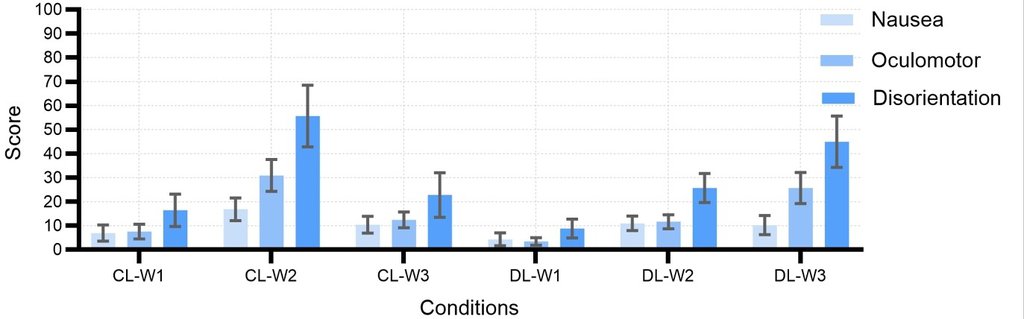 100
90
80
70
60
50
40
30
20
10
0
Score
Nausea
Oculomotor
Disorientation
CL-W1 CL-W2 CL-W3 DL-W1 DL-W2 DL-W3
Conditions